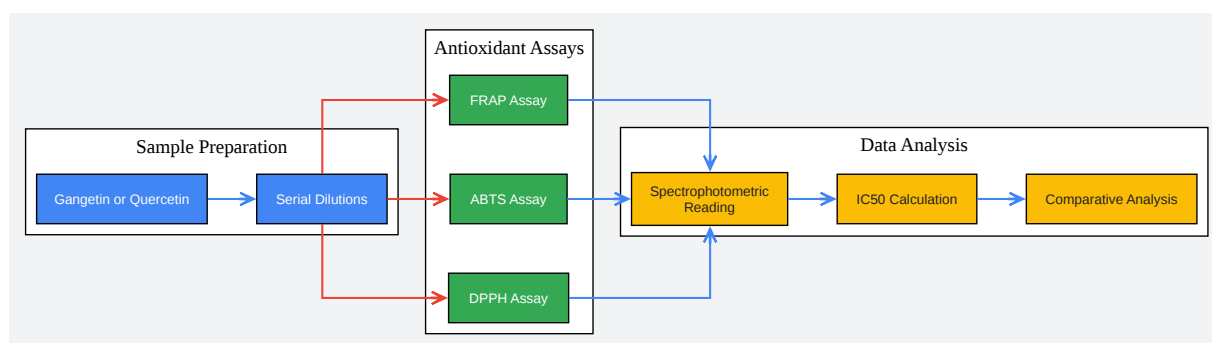 Sample Preparation
Gangetin or Quercetin
Serial Dilutions
Antioxidant Assays
FRAP Assay
ABTS Assay
DPPH Assay
Data Analysis
Spectrophotometric
Reading
IC50 Calculation
Comparative Analysis